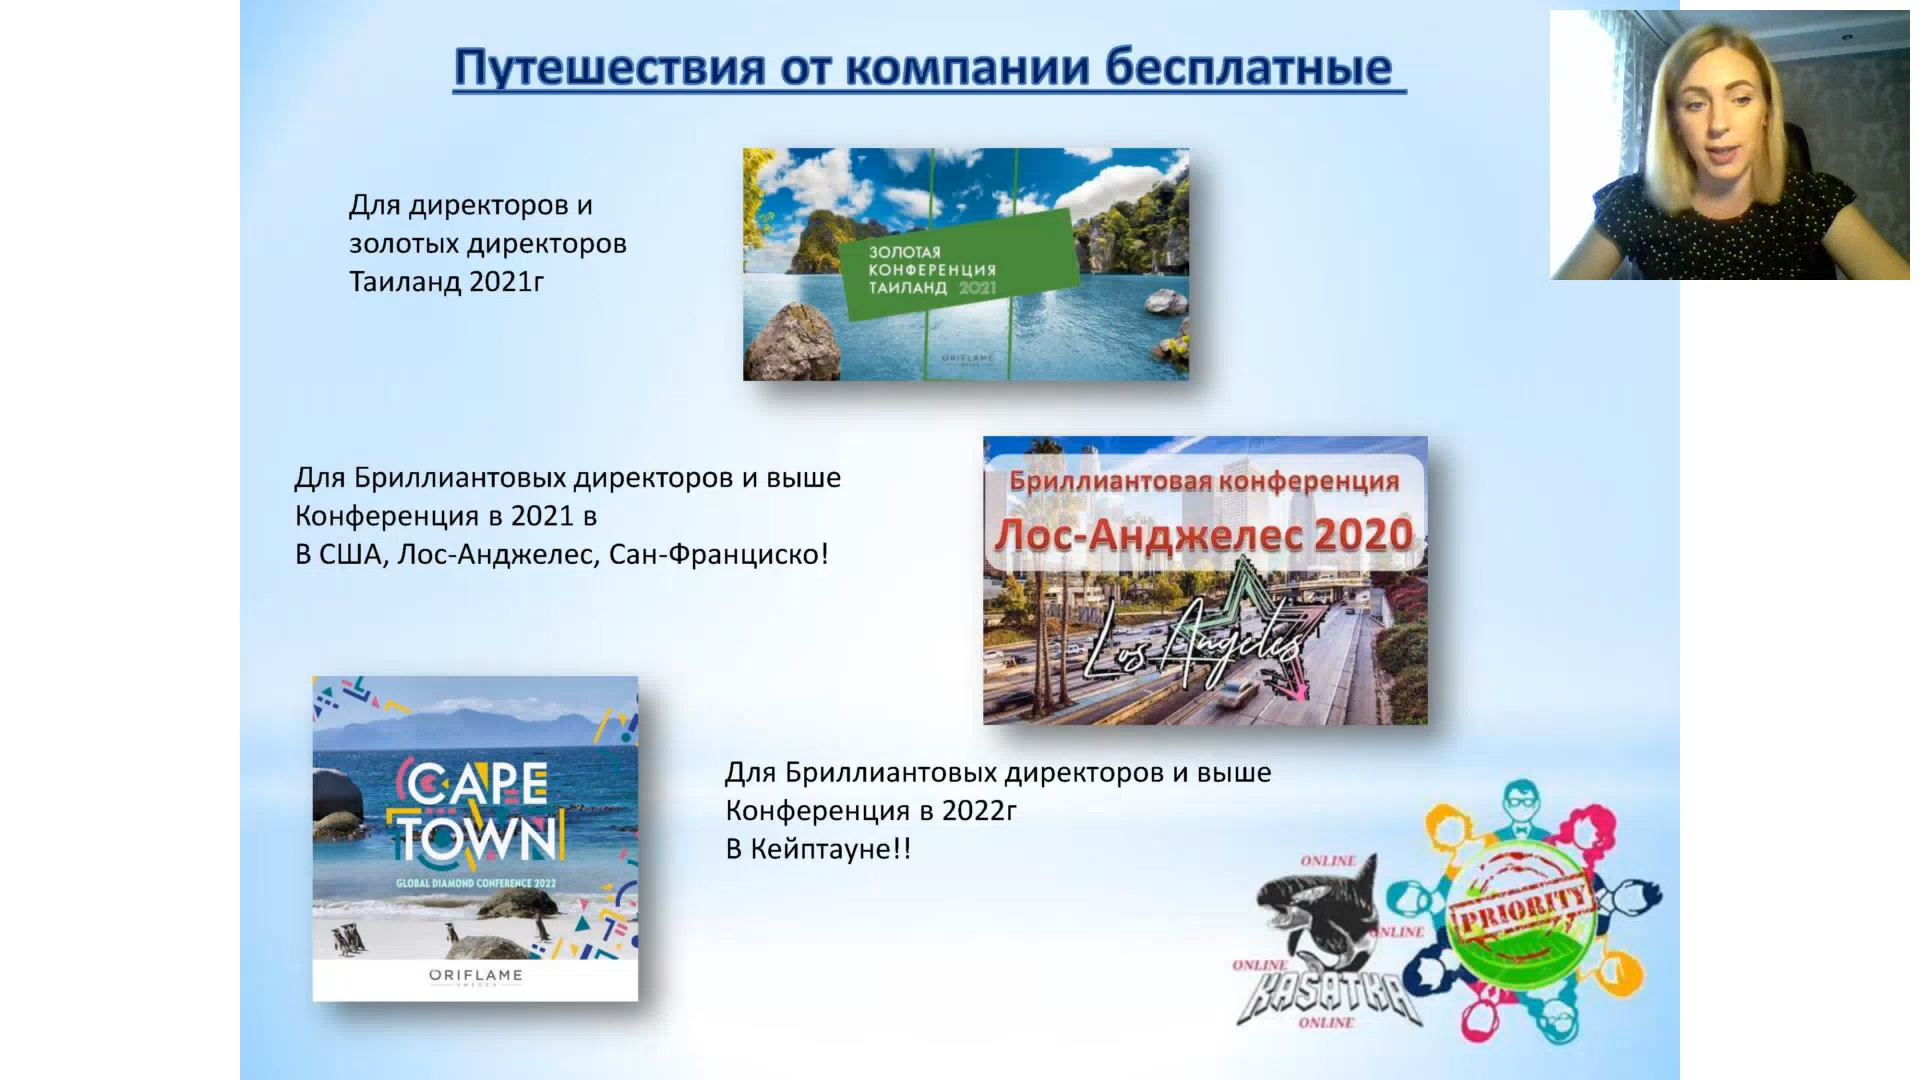 Путешествия от компании бесплатные
Для директоров и
золотых директоров
Таиланд 2021г
ЗОЛОТАЯ
КОНФЕРЕНЦИЯ
ТАИЛАНД 2021
ORIFLAME
Для Бриллиантовых директоров и выше
Конференция в 2021 в
В США, Лос-Анджелес, Сан-Франциско!
Бриллиантовая конференция
Лос-Анджелес 2020
Los Angeles
CAPE
TOWN
GLOBAL DIAMOND CONFERENCE 2022
ORIFLAME
SWEDEN
Для Бриллиантовых директоров и выше
Конференция в 2022г
В Кейптауне!!
ONLINE
ONLINE
ONLINE
KASATKA
ONLINE
PRIORITY